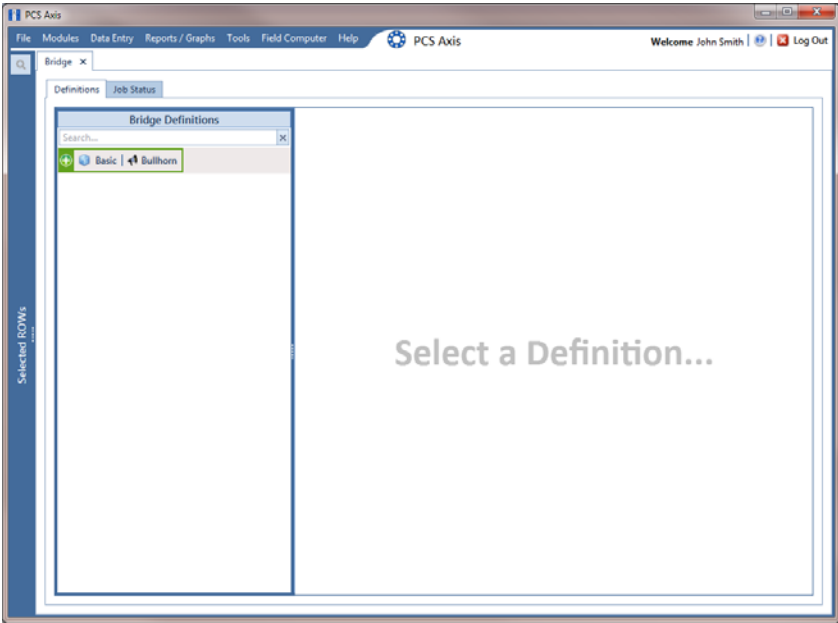 PCS Axis
File Modules Data Entry Reports / Graphs Tools Field Computer Help PCS Axis Welcome John Smith | Log Out
Bridge ×
Definitions Job Status
Bridge Definitions
Search...
Basic | Bullhorn
Select a Definition...
Selected ROWs